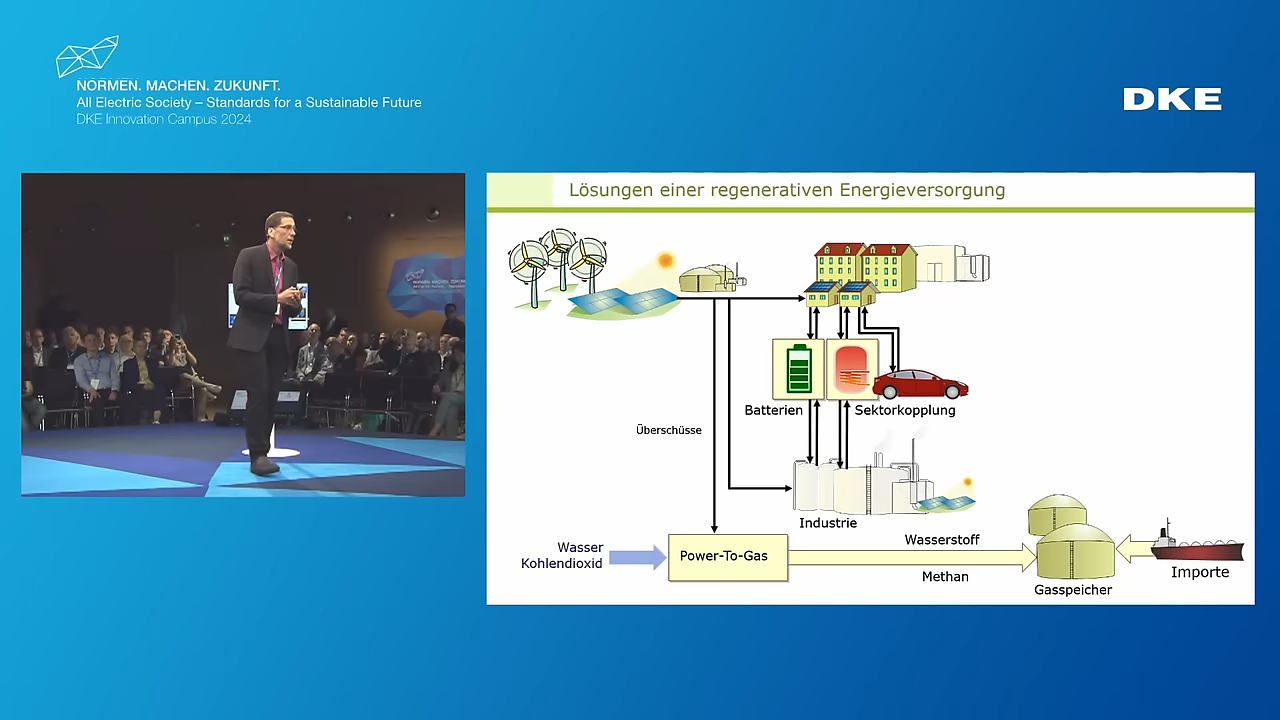 NORMEN. MACHEN. ZUKUNFT.
All Electric Society – Standards for a Sustainable Future
DKE Innovation Campus 2024
DKE
Lösungen einer regenerativen Energieversorgung
Batterien
Sektorkopplung
Überschüsse
Industrie
Wasser
Kohlendioxid
Power-To-Gas
Wasserstoff
Methan
Gasspeicher
Importe